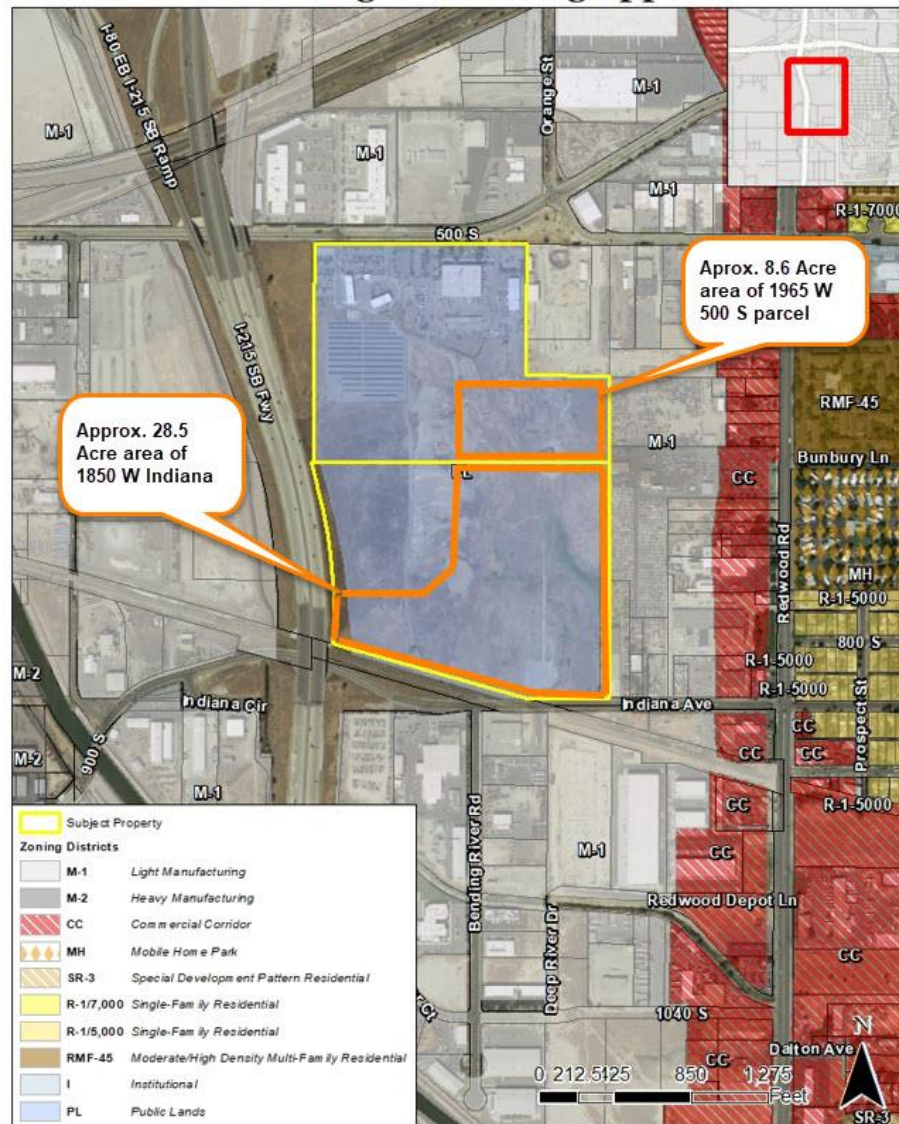 I-80 EB I-215 SB Ramp
Orange St
M-1
M-1
M-1
M-1
R-1-7000
500 S
Aprox. 8.6 Acre
area of 1965 W
500 S parcel
I-215 SB Fwy
RMF-45
Approx. 28.5
Acre area of
1850 W Indiana
M-1
Bunbury Ln
CC
Redwood Rd
MH
R-1-5000
800 S
R-1-5000
R-1-5000
Prospect St
M-2
Indiana Cir
Indiana Ave
900 S
M-2
CC
CC
CC
M-1
CC
R-1-5000
Bending River Rd
M-1
CC
Redwood Depot Ln
Deep River Dr
CC
1040 S
CC
Dalton Ave
N
0 212.5 425 850 1,275
Feet
SR-3
Subject Property
Zoning Districts
M-1 Light Manufacturing
M-2 Heavy Manufacturing
CC Commercial Corridor
MH Mobile Home Park
SR-3 Special Development Pattern Residential
R-1/7,000 Single-Family Residential
R-1/5,000 Single-Family Residential
RMF-45 Moderate/High Density Multi-Family Residential
I Institutional
PL Public Lands